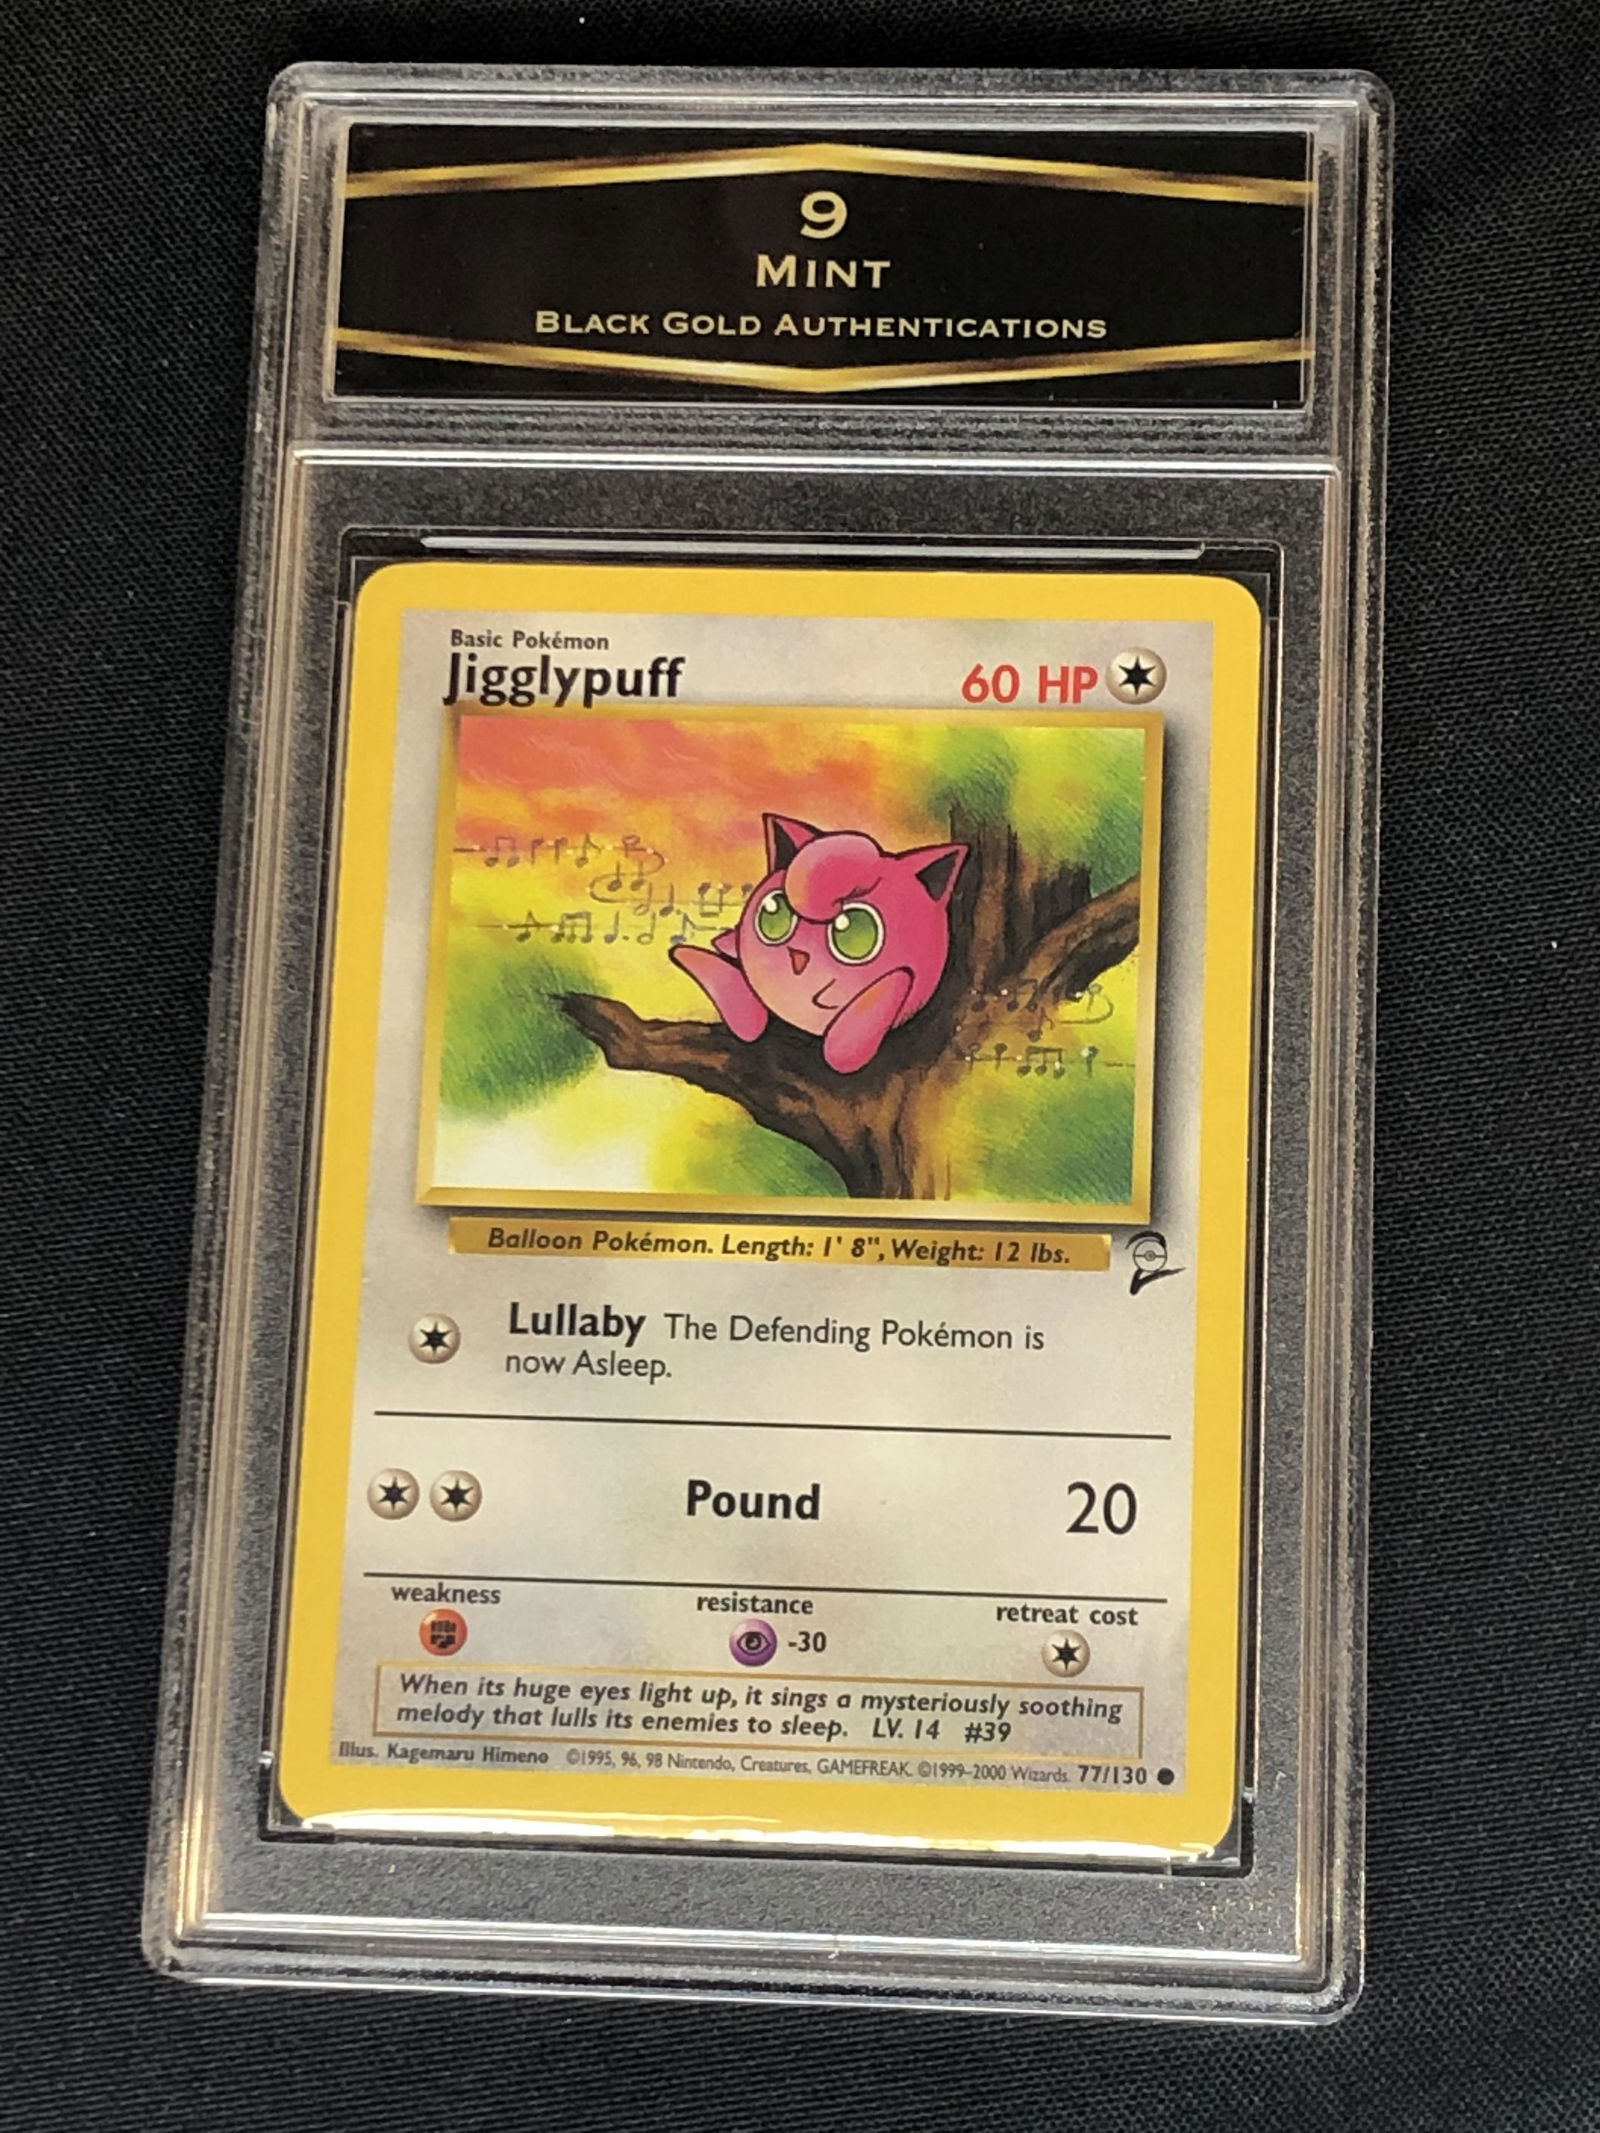 9
MINT
BLACK GOLD AUTHENTICATIONS
Basic Pokémon
Jigglypuff 60 HP
Balloon Pokémon. Length: 1' 8", Weight: 12 lbs.
Lullaby The Defending Pokémon is
now Asleep.
Pound 20
weakness resistance retreat cost
-30
When its huge eyes light up, it sings a mysteriously soothing
melody that lulls its enemies to sleep. LV. 14 #39
Illus. Kagemaru Himeno ©1995, 96, 98 Nintendo, Creatures, GAMEFREAK. ©1999-2000 Wizards. 77/130